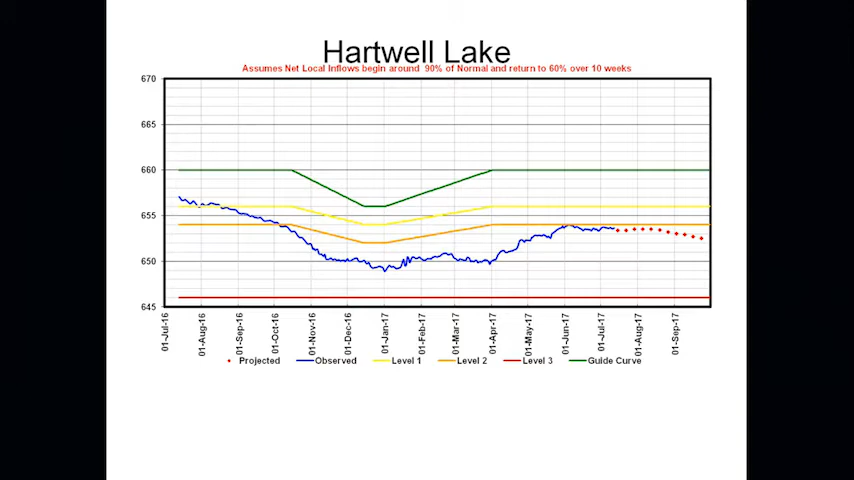 Hartwell Lake
Assumes Net Local Inflows begin around 90% of Normal and return to 60% over 10 weeks
670
665
660
655
650
645
01-Jul-16
01-Aug-16
01-Sep-16
01-Oct-16
01-Nov-16
01-Dec-16
01-Jan-17
01-Feb-17
01-Mar-17
01-Apr-17
01-May-17
01-Jun-17
01-Jul-17
01-Aug-17
01-Sep-17
Projected Observed Level 1 Level 2 Level 3 Guide Curve